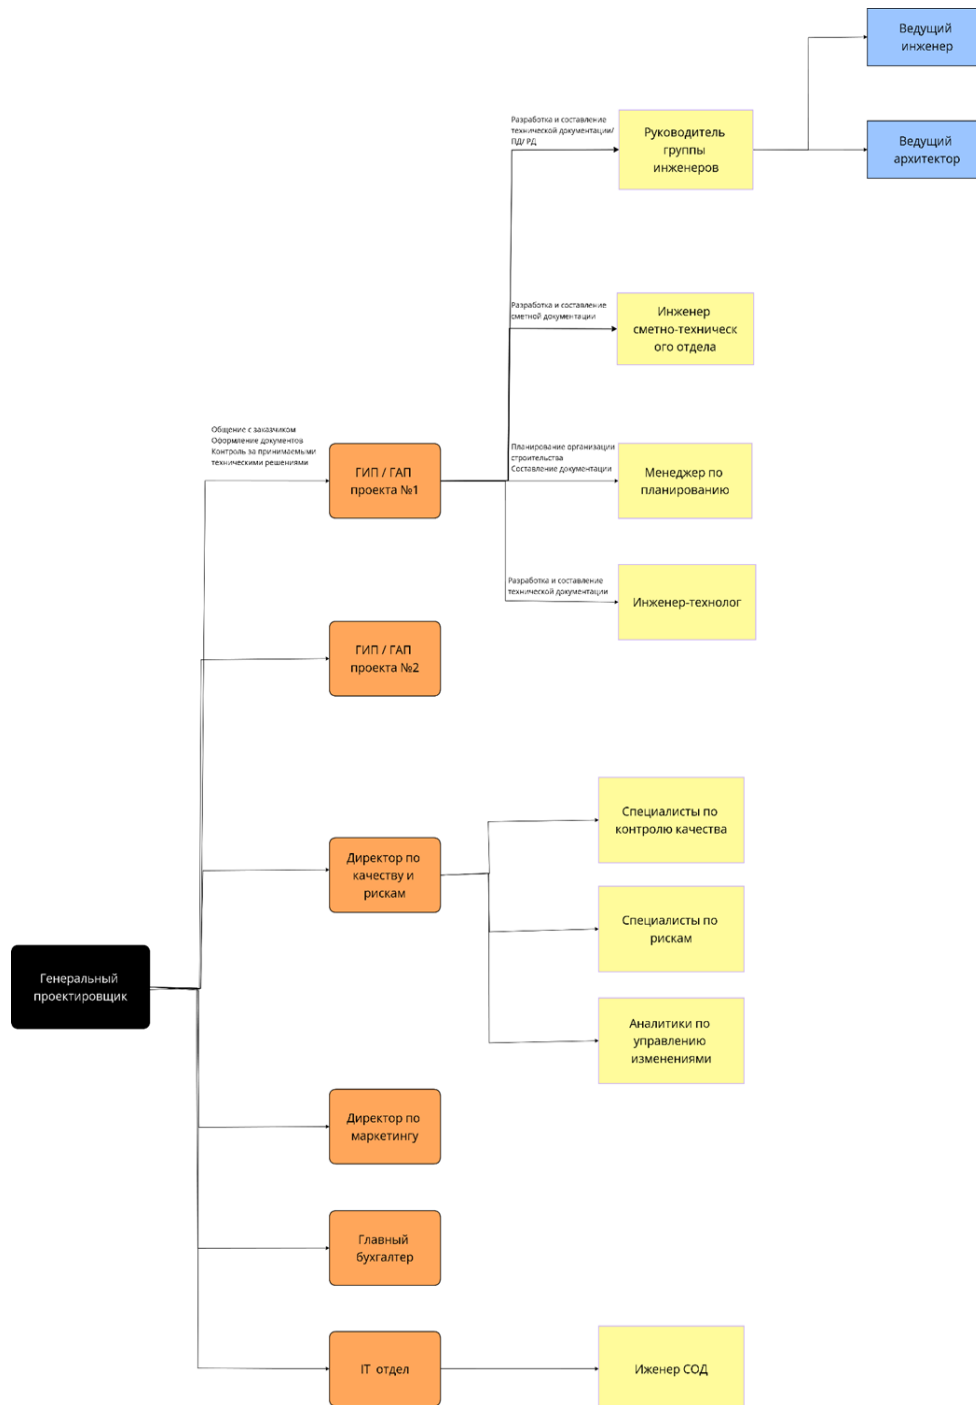 Ведущий
инженер
Разработка и составление
технической документации/
ПД/ РД
Руководитель
группы
инженеров
Ведущий
архитектор
Разработка и составление
сметной документации
Инженер
сметно-техническ
ого отдела
Общение с заказчиком
Оформление документов
Контроль за принимаемыми
техническими решениями
ГИП / ГАП
проекта №1
Планирование организации
строительства
Составление документации
Менеджер по
планированию
Разработка и составление
технической документации
Инженер-технолог
ГИП / ГАП
проекта №2
Специалисты по
контролю качества
Директор по
качеству и
рискам
Специалисты по
рискам
Генеральный
проектировщик
Аналитики по
управлению
изменениями
Директор по
маркетингу
Главный
бухгалтер
IT отдел
Иженер СОД